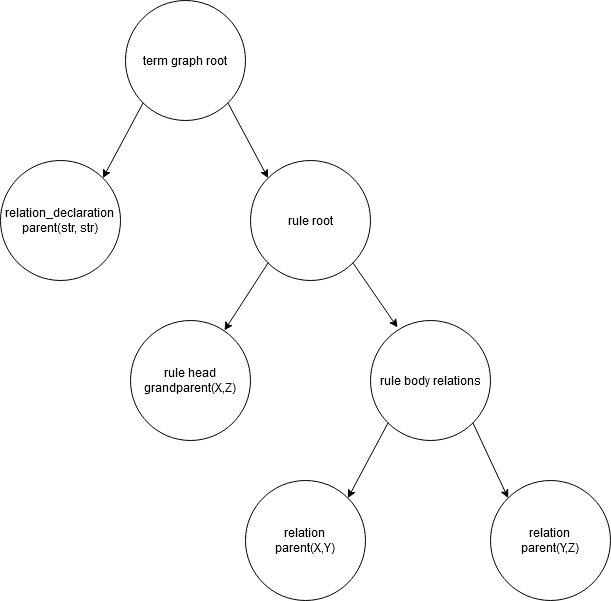 term graph root
relation_declaration
parent(str, str)
rule root
rule head
grandparent(X,Z)
rule body relations
relation
parent(X,Y)
relation
parent(Y,Z)